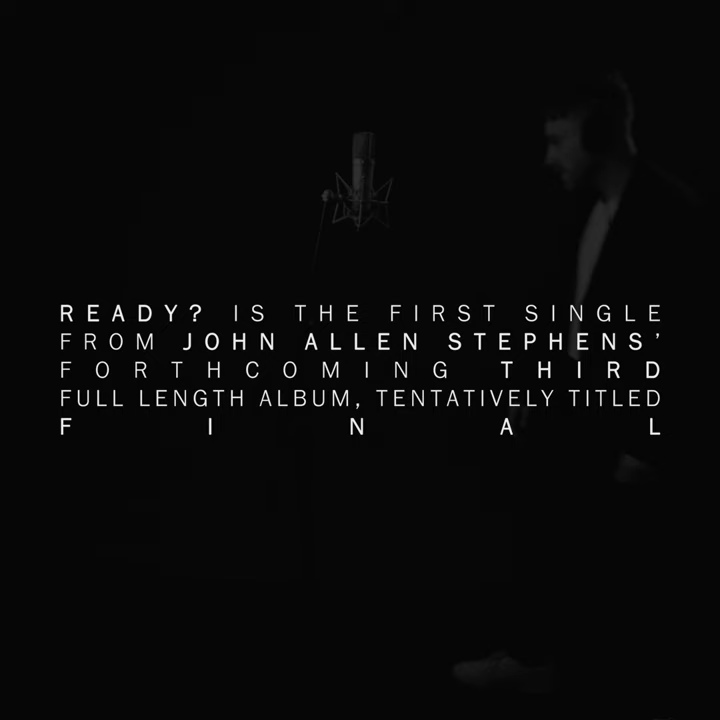 READY? IS THE FIRST SINGLE
FROM JOHN ALLEN STEPHENS’
FORTHCOMING THIRD
FULL LENGTH ALBUM, TENTATIVELY TITLED
FINAL